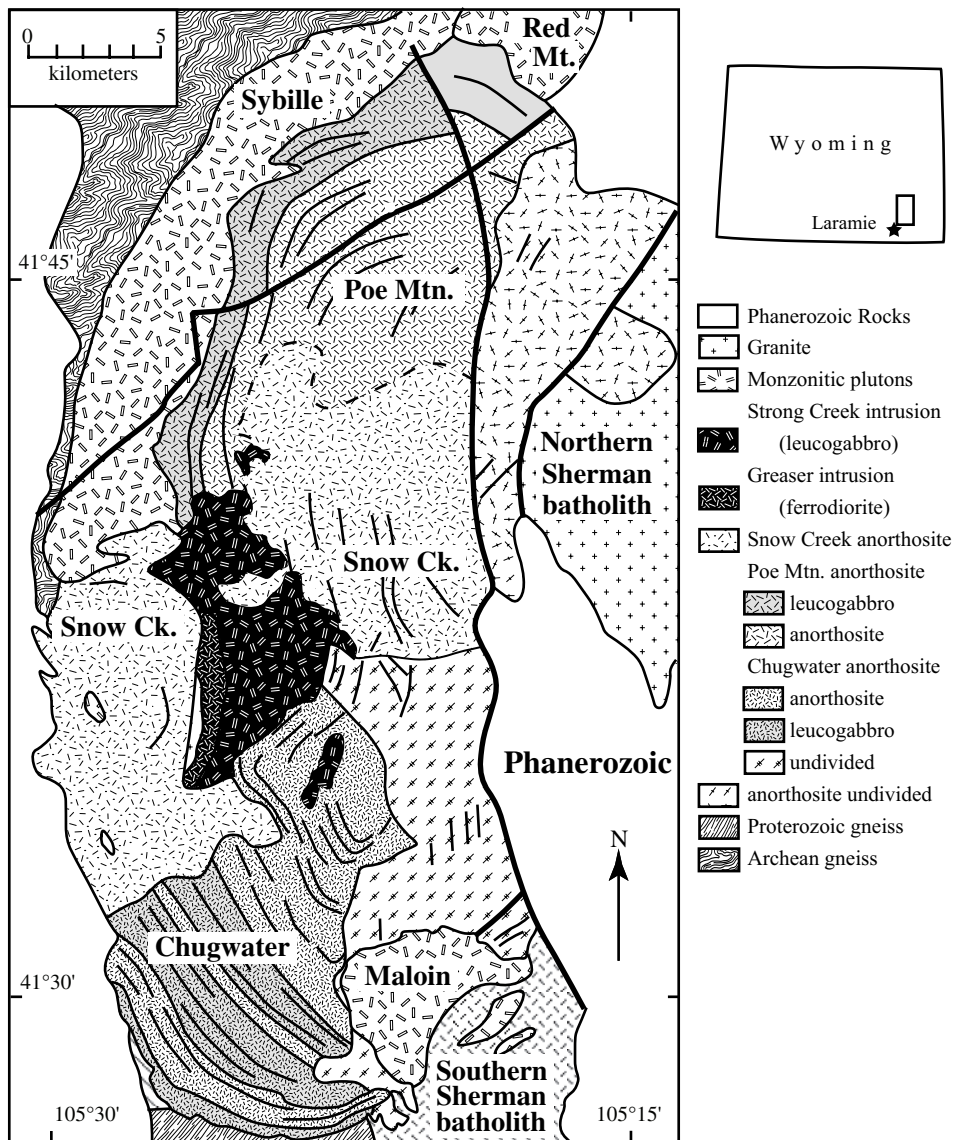 0 5
kilometers
Red
Mt.
Sybille
41°45'
Poe Mtn.
Northern
Sherman
batholith
Snow Ck.
Snow Ck.
Phanerozoic
N
Chugwater
Maloin
41°30'
Southern
Sherman
batholith
105°30'
105°15'
Wyoming
Laramie
Phanerozoic Rocks
Granite
Monzonitic plutons
Strong Creek intrusion
(leucogabbro)
Greaser intrusion
(ferrodiorite)
Snow Creek anorthosite
Poe Mtn. anorthosite
leucogabbro
anorthosite
Chugwater anorthosite
anorthosite
leucogabbro
undivided
anorthosite undivided
Proterozoic gneiss
Archean gneiss